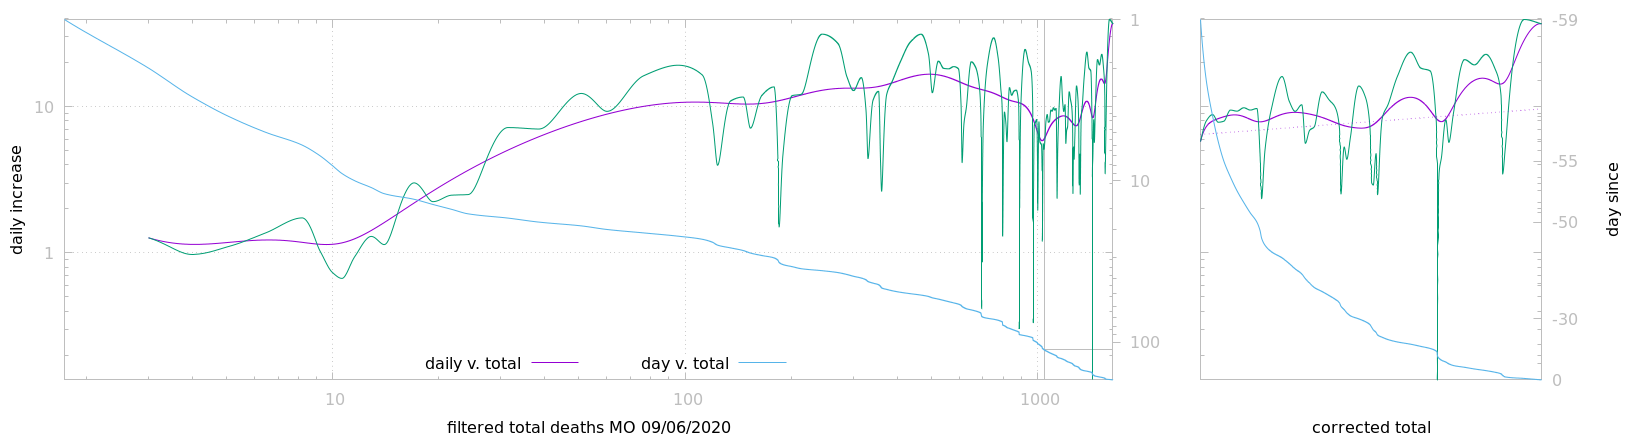 daily increase
10
1
10
100
1000
1
10
100
daily v. total
day v. total
filtered total deaths MO 09/06/2020
-59
-55
-50
-30
0
day since
corrected total